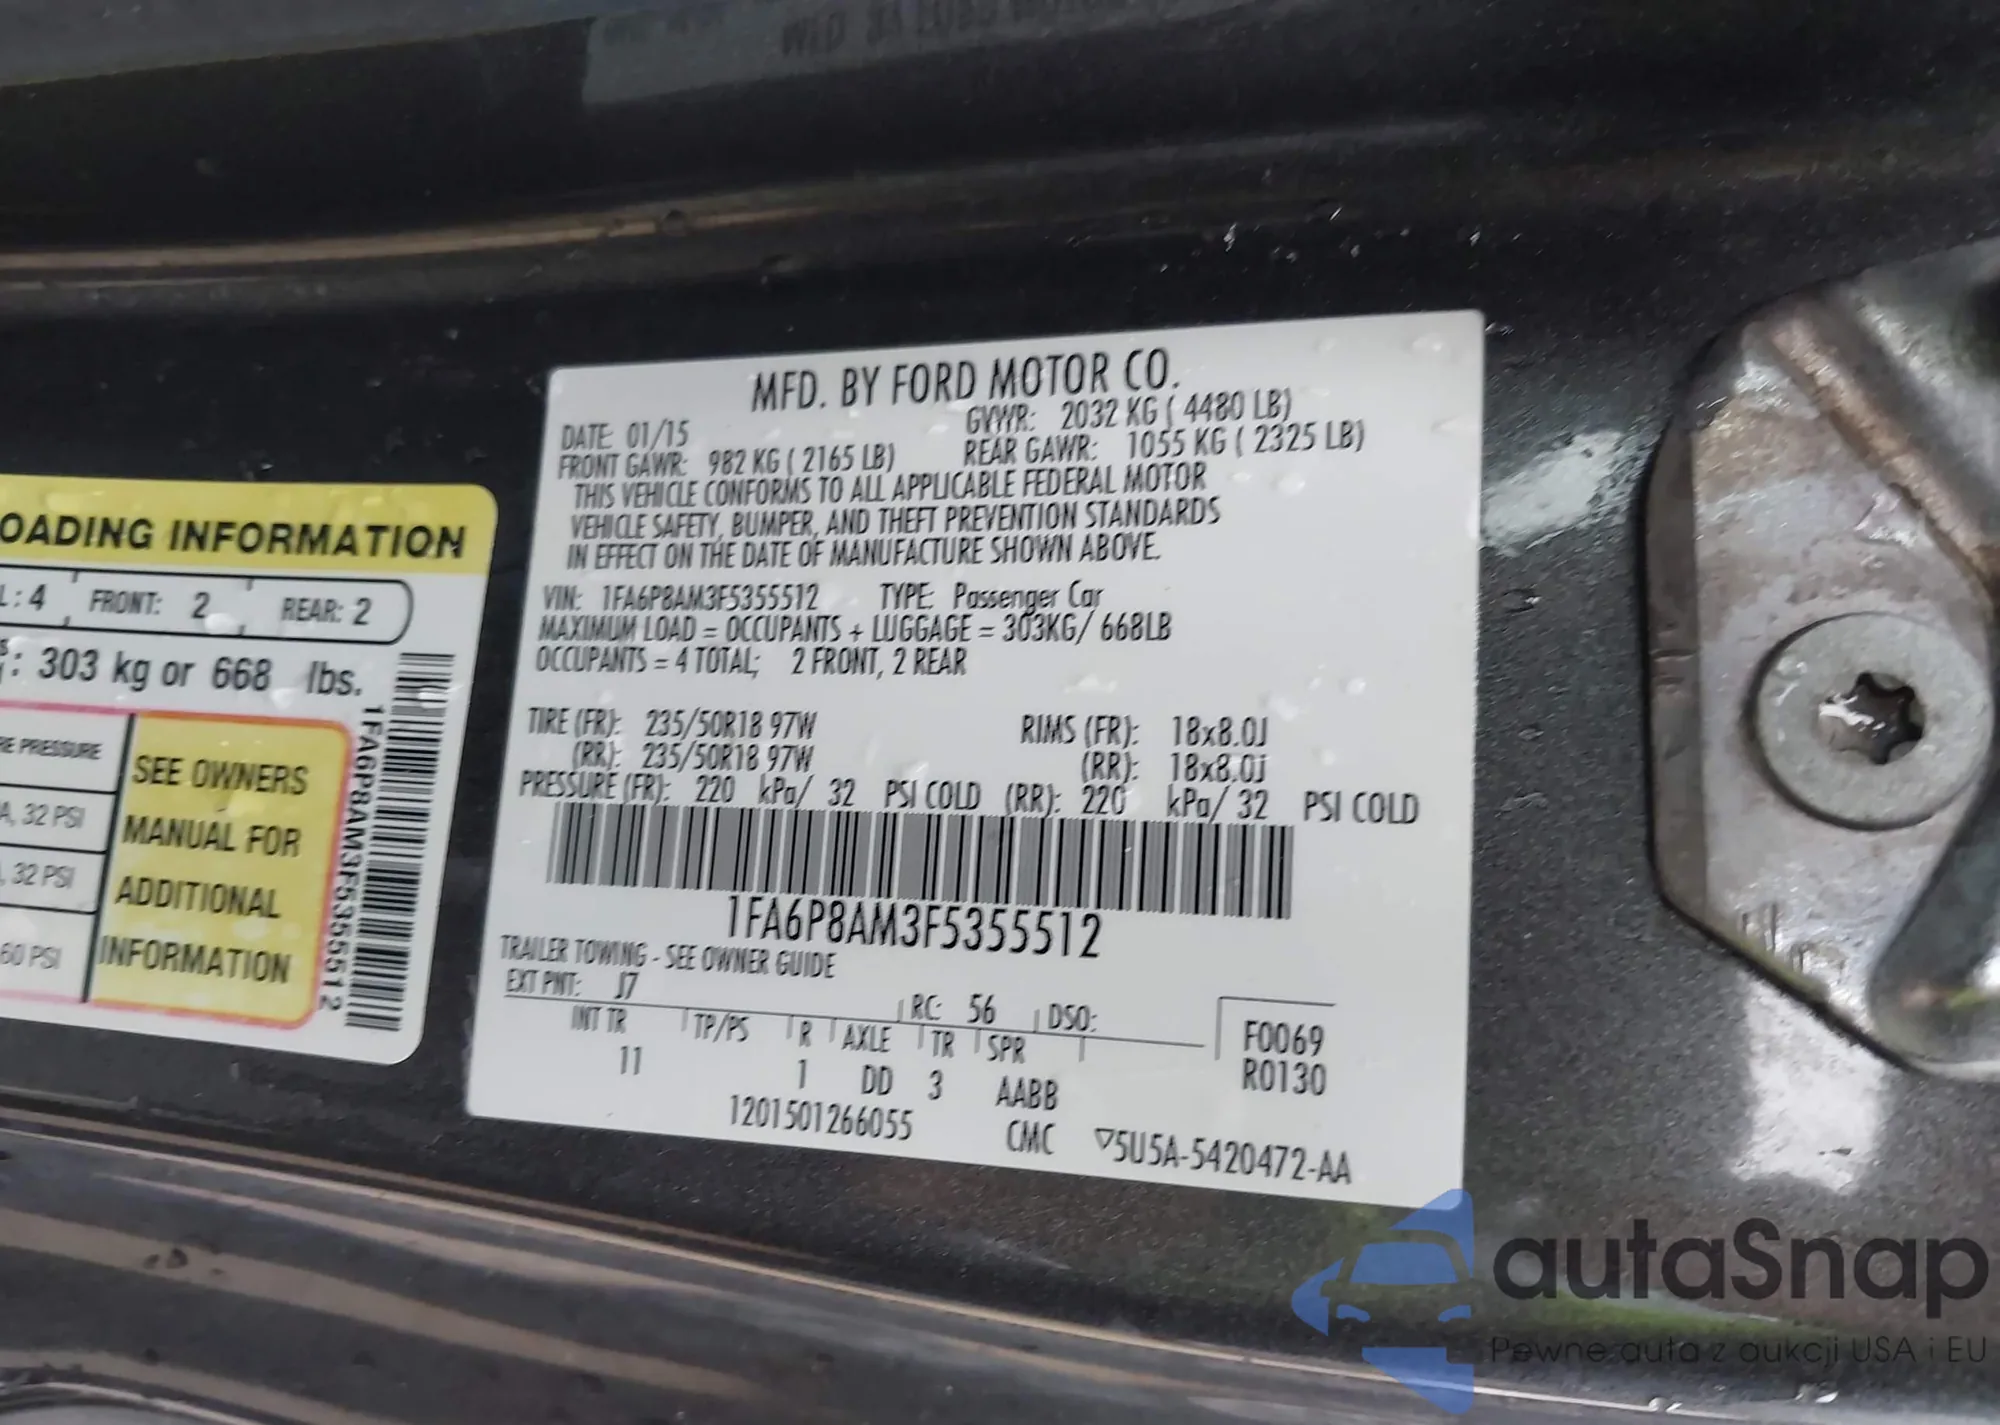 MFD. BY FORD MOTOR CO.
DATE: 01/15 GVWR: 2032 KG ( 4480 LB)
FRONT GAWR: 982 KG ( 2165 LB) REAR GAWR: 1055 KG ( 2325 LB)
THIS VEHICLE CONFORMS TO ALL APPLICABLE FEDERAL MOTOR
VEHICLE SAFETY, BUMPER, AND THEFT PREVENTION STANDARDS
IN EFFECT ON THE DATE OF MANUFACTURE SHOWN ABOVE.
VIN: 1FA6P8AM3F5355512 TYPE: Passenger Car
MAXIMUM LOAD = OCCUPANTS + LUGGAGE = 303KG/ 668LB
OCCUPANTS = 4 TOTAL; 2 FRONT, 2 REAR
TIRE (FR): 235/50R18 97W RIMS (FR): 18x8.0J
(RR): 235/50R18 97W (RR): 18x8.0J
PRESSURE (FR): 220 kPa/ 32 PSI COLD (RR): 220 kPa/ 32 PSI COLD
1FA6P8AM3F5355512
TRAILER TOWING - SEE OWNER GUIDE
EXT PNT: J7 RC: 56 DSO:
INT TR TP/PS R AXLE TR SPR F0069
11 1 DD 3 AABB R0130
1201501266055 CMC ▽5U5A-5420472-AA
OADING INFORMATION
L: 4 FRONT: 2 REAR: 2
: 303 kg or 668 lbs.
RE PRESSURE
A, 32 PSI
, 32 PSI
60 PSI
SEE OWNERS
MANUAL FOR
ADDITIONAL
INFORMATION
1FA6P8AM3F5355512
autaSnap
Pewne auta z aukcji USA i EU